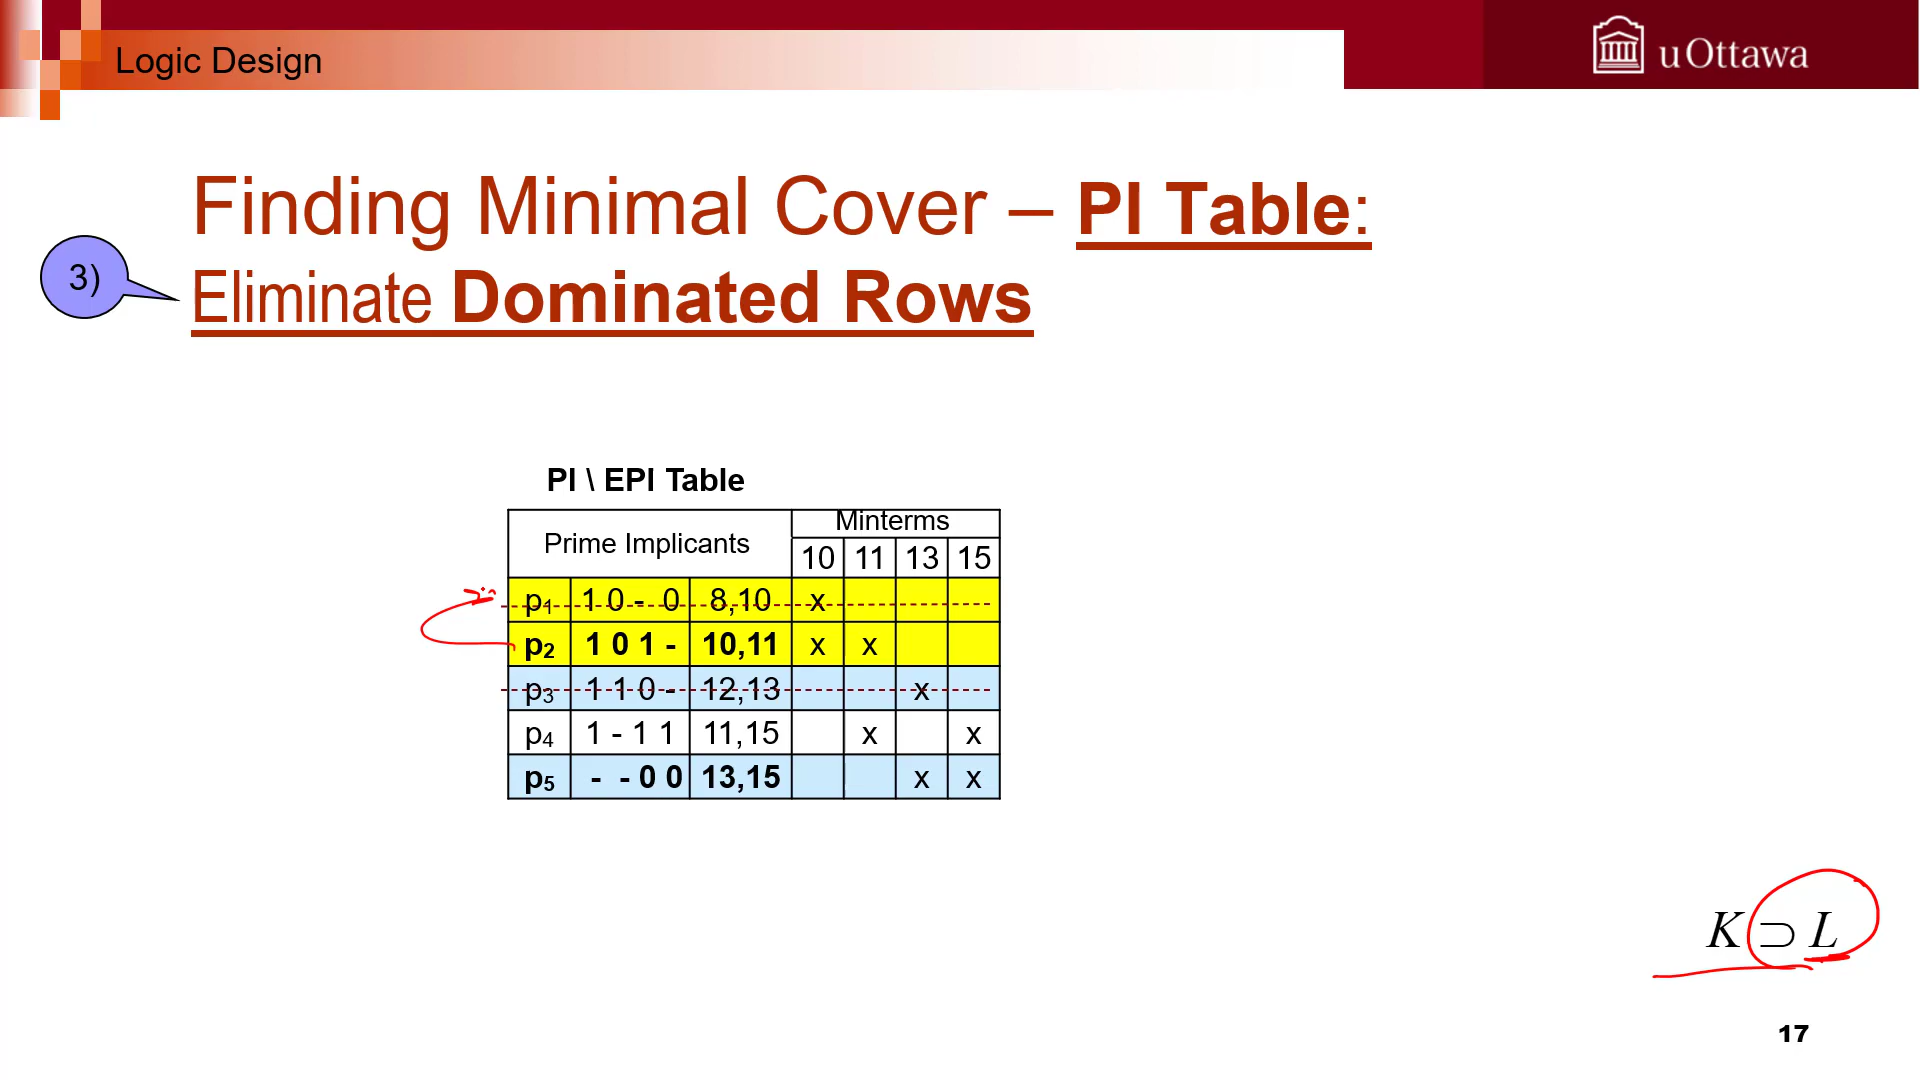 Logic Design
uOttawa
Finding Minimal Cover – PI Table:
3)
Eliminate Dominated Rows
PI \ EPI Table
Prime Implicants Minterms
10 11 13 15
p1 1 0 - 0 8,10 x
p2 1 0 1 - 10,11 x x
p3 1 1 0 - 12,13 x
p4 1 - 1 1 11,15 x x
p5 - - 0 0 13,15 x x
K ⊃ L
17